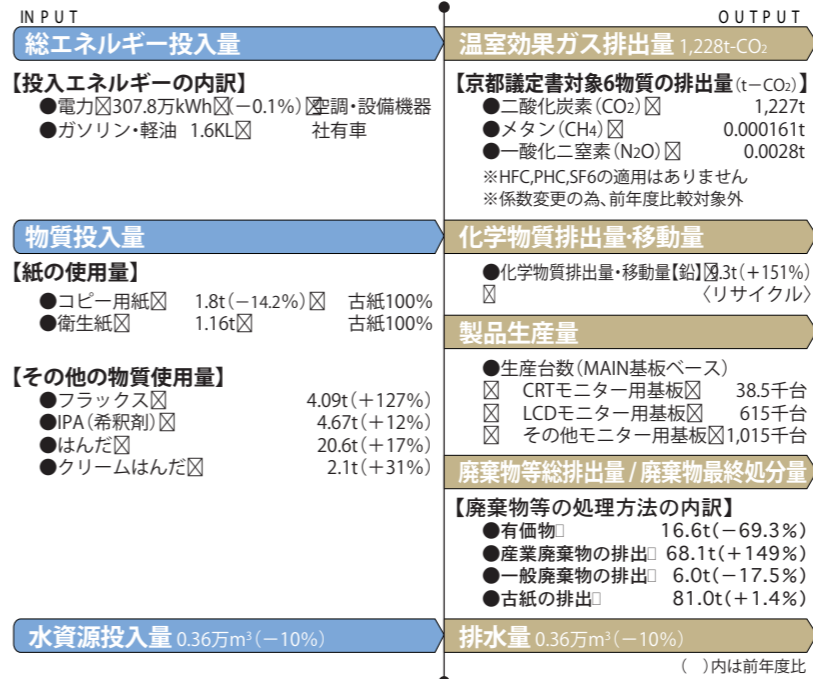 INPUT
総エネルギー投入量
【投入エネルギーの内訳】
●電力 307.8万kWh (−0.1%) 空調・設備機器
●ガソリン・軽油 1.6KL 社有車
物質投入量
【紙の使用量】
●コピー用紙 1.8t(−14.2%) 古紙100%
●衛生紙 1.16t 古紙100%
【その他の物質使用量】
●フラックス 4.09t(+127%)
●IPA(希釈剤) 4.67t(+12%)
●はんだ 20.6t(+17%)
●クリームはんだ 2.1t(+31%)
水資源投入量 0.36万m³(−10%)
OUTPUT
温室効果ガス排出量 1,228t-CO₂
【京都議定書対象6物質の排出量(t−CO₂)】
●二酸化炭素(CO₂) 1,227t
●メタン(CH₄) 0.000161t
●一酸化二窒素(N₂O) 0.0028t
※HFC,PHC,SF6の適用はありません
※係数変更の為、前年度比較対象外
化学物質排出量・移動量
●化学物質排出量・移動量【鉛】 .3t(+151%)
〈リサイクル〉
製品生産量
●生産台数(MAIN基板ベース)
CRTモニター用基板 38.5千台
LCDモニター用基板 615千台
その他モニター用基板 1,015千台
廃棄物等総排出量 / 廃棄物最終処分量
【廃棄物等の処理方法の内訳】
●有価物 16.6t(−69.3%)
●産業廃棄物の排出 68.1t(+149%)
●一般廃棄物の排出 6.0t(−17.5%)
●古紙の排出 81.0t(+1.4%)
排水量 0.36万m³(−10%)
( )内は前年度比